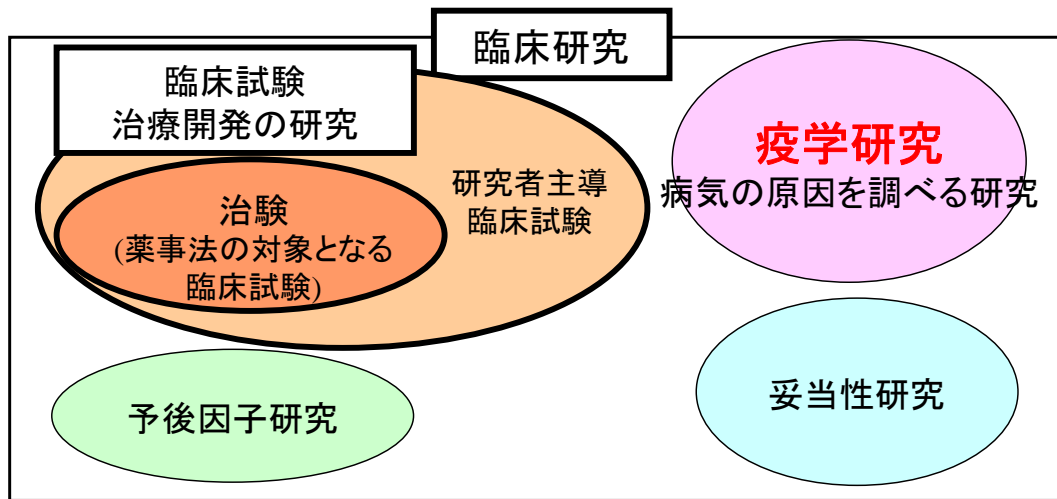 臨床研究
臨床試験
治療開発の研究
研究者主導
臨床試験
治験
(薬事法の対象となる
臨床試験)
疫学研究
病気の原因を調べる研究
予後因子研究
妥当性研究